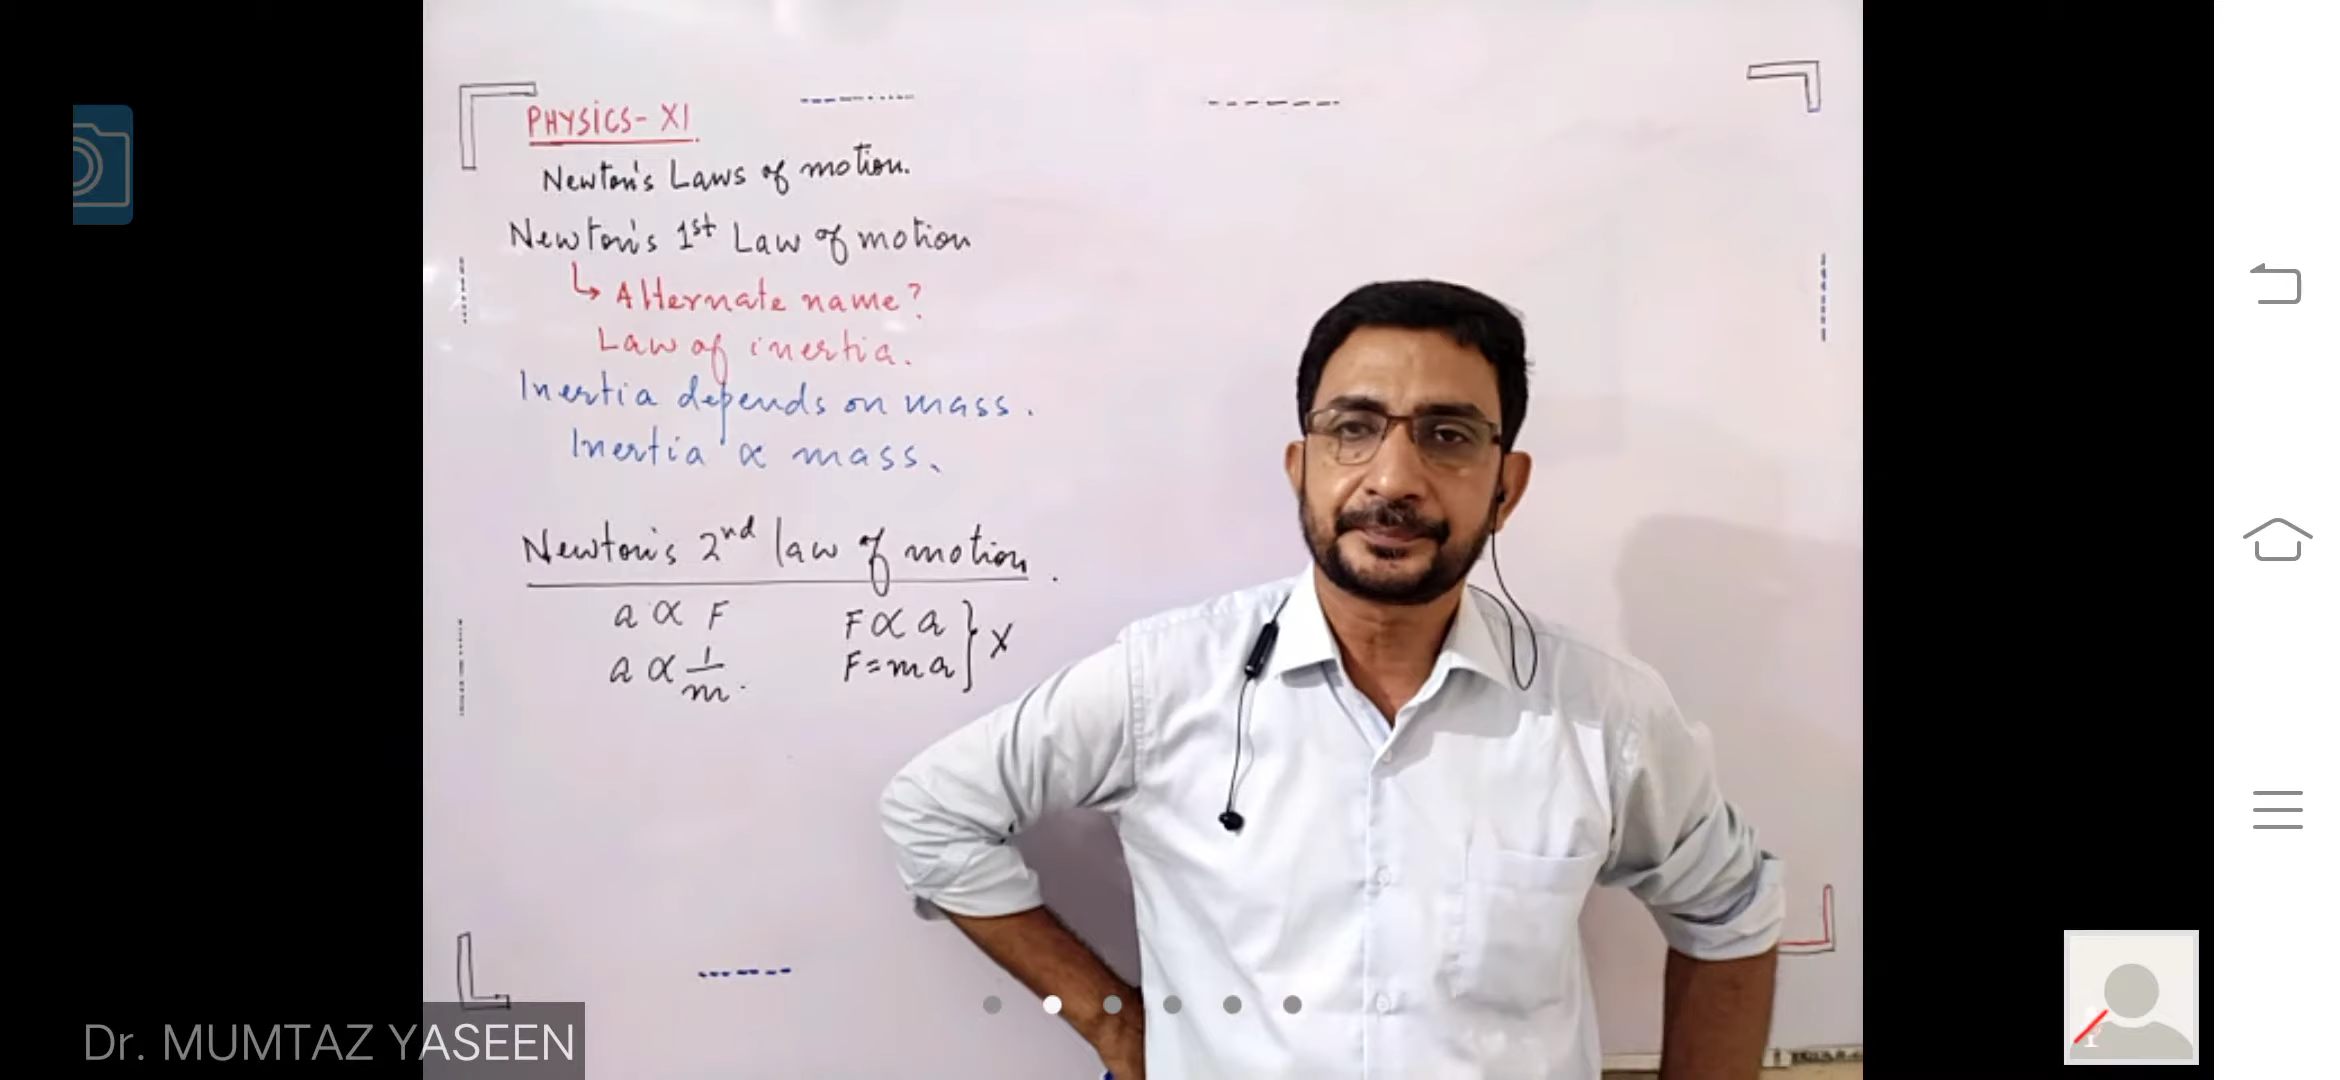 PHYSICS- XI
Newton's Laws of motion.
Newton's 1st Law of motion
↳ Alternate name?
Law of inertia.
Inertia depends on mass.
Inertia ∝ mass.
Newton's 2nd law of motion.
a ∝ F
a ∝ 1/m.
F ∝ a
F = ma } X
Dr. MUMTAZ YASEEN